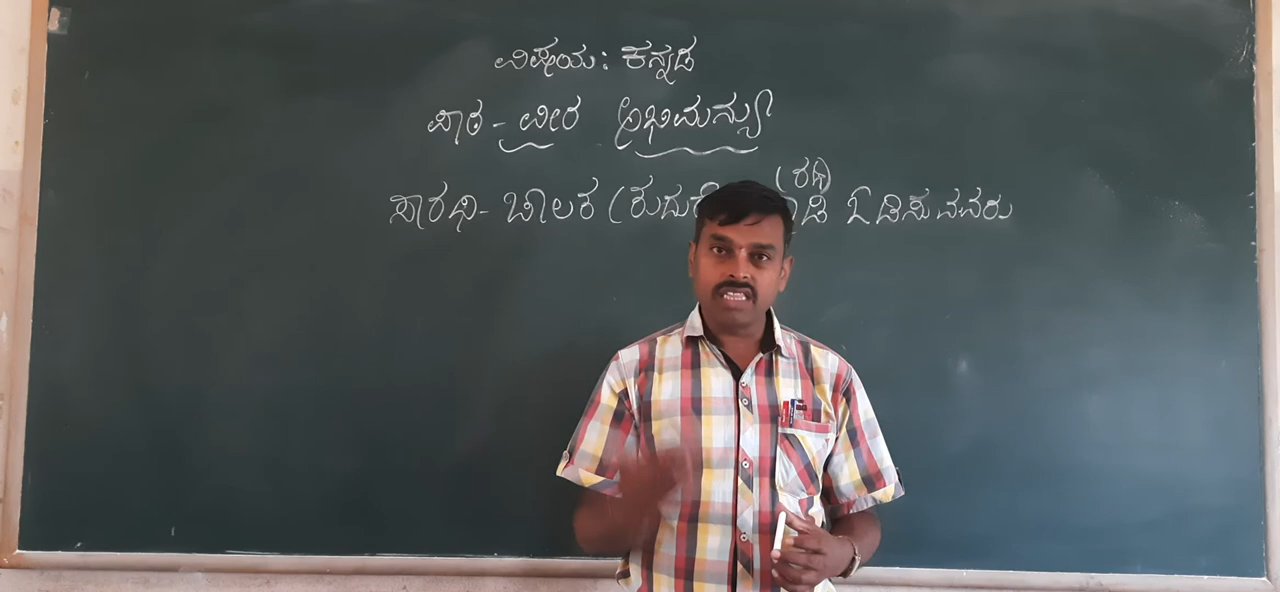 ವಿಷಯ: ಕನ್ನಡ
ಪಾಠ - ವೀರ ಅಭಿಮನ್ಯು
(ರಥ)
ಸಾರಥಿ - ಚಾಲಕ (ಕುದುರೆ ಓಡಿಸುವವರು